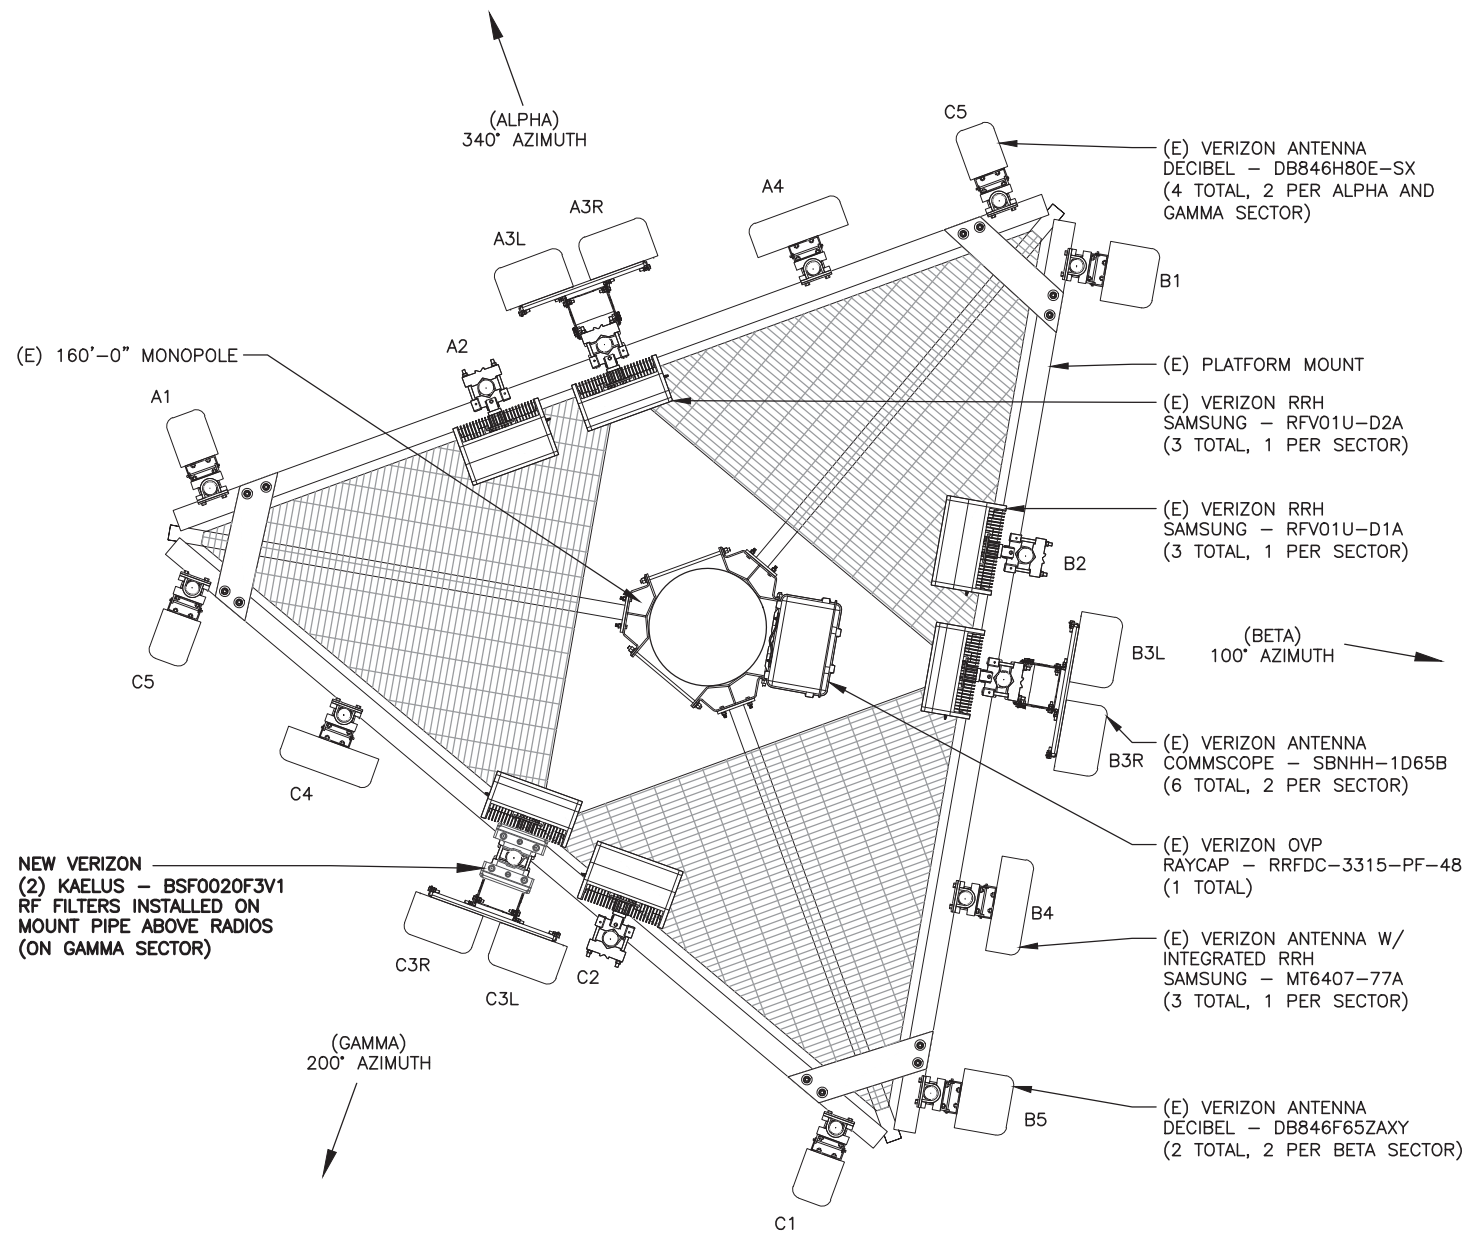 (ALPHA)
340° AZIMUTH
C5
(E) VERIZON ANTENNA
DECIBEL – DB846H80E–SX
(4 TOTAL, 2 PER ALPHA AND
GAMMA SECTOR)
A4
A3R
A3L
B1
(E) 160'–0" MONOPOLE
A2
(E) PLATFORM MOUNT
A1
(E) VERIZON RRH
SAMSUNG – RFV01U–D2A
(3 TOTAL, 1 PER SECTOR)
(E) VERIZON RRH
SAMSUNG – RFV01U–D1A
(3 TOTAL, 1 PER SECTOR)
B2
(BETA)
100° AZIMUTH
B3L
C5
B3R
(E) VERIZON ANTENNA
COMMSCOPE – SBNHH–1D65B
(6 TOTAL, 2 PER SECTOR)
C4
(E) VERIZON OVP
RAYCAP – RRFDC–3315–PF–48
(1 TOTAL)
NEW VERIZON
(2) KAELUS – BSF0020F3V1
RF FILTERS INSTALLED ON
MOUNT PIPE ABOVE RADIOS
(ON GAMMA SECTOR)
B4
(E) VERIZON ANTENNA W/
INTEGRATED RRH
SAMSUNG – MT6407–77A
(3 TOTAL, 1 PER SECTOR)
C3R
C3L
C2
(GAMMA)
200° AZIMUTH
B5
(E) VERIZON ANTENNA
DECIBEL – DB846F65ZAXY
(2 TOTAL, 2 PER BETA SECTOR)
C1